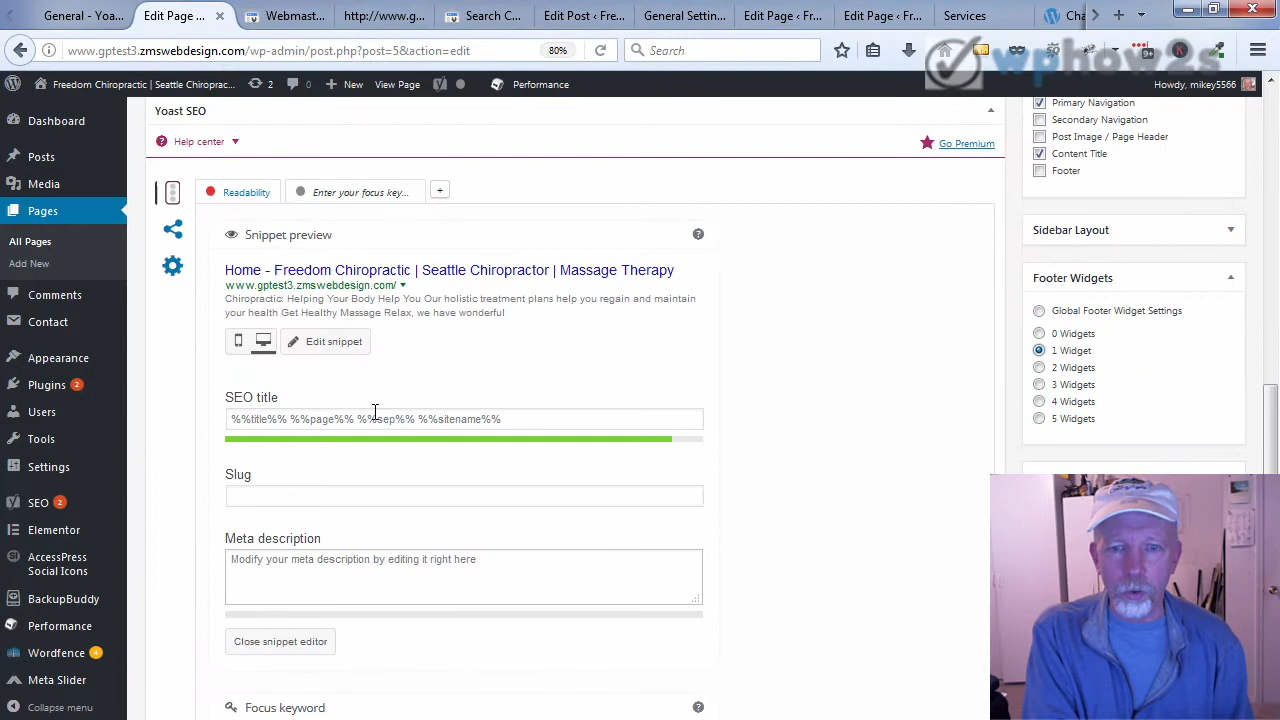 General - Yoa...
Edit Page ‹ Fre...
Webmast...
http://www.g...
Search C...
Edit Post ‹ Fre...
General Settin...
Edit Page ‹ Fr...
Edit Page ‹ Fr...
Services
Cha
www.gptest3.zmswebdesign.com/wp-admin/post.php?post=5&action=edit
80%
Search
9+
wphow2s
Freedom Chiropractic | Seattle Chiroprac...
2
0
New
View Page
Performance
Howdy, mikey5566
Dashboard
Posts
Media
Pages
All Pages
Add New
Comments
Contact
Appearance
Plugins 2
Users
Tools
Settings
SEO 2
Elementor
AccessPress
Social Icons
BackupBuddy
Performance
Wordfence 4
Meta Slider
Collapse menu
Yoast SEO
Help center
Go Premium
Readability
Enter your focus key...
+
Snippet preview
Home - Freedom Chiropractic | Seattle Chiropractor | Massage Therapy
www.gptest3.zmswebdesign.com/
Chiropractic: Helping Your Body Help You Our holistic treatment plans help you regain and maintain
your health Get Healthy Massage Relax, we have wonderful
Edit snippet
SEO title
%%title%% %%page%% %%sep%% %%sitename%%
Slug
Meta description
Modify your meta description by editing it right here
Close snippet editor
Focus keyword
Primary Navigation
Secondary Navigation
Post Image / Page Header
Content Title
Footer
Sidebar Layout
Footer Widgets
Global Footer Widget Settings
0 Widgets
1 Widget
2 Widgets
3 Widgets
4 Widgets
5 Widgets